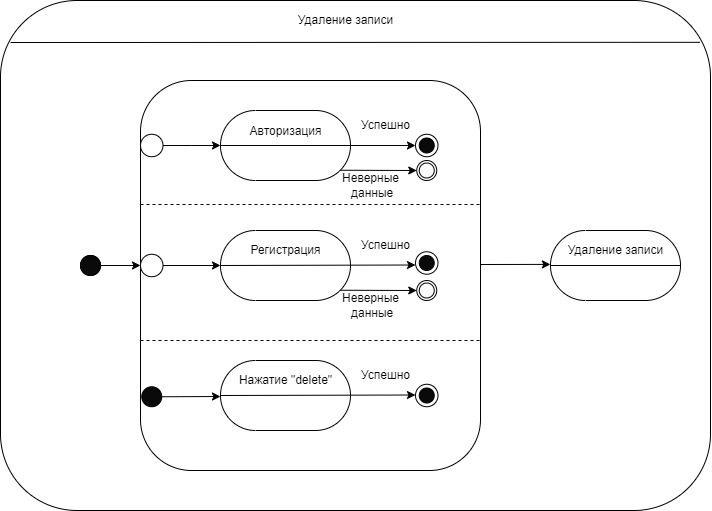 Удаление записи
Авторизация
Успешно
Неверные
данные
Регистрация
Успешно
Неверные
данные
Удаление записи
Нажатие "delete"
Успешно